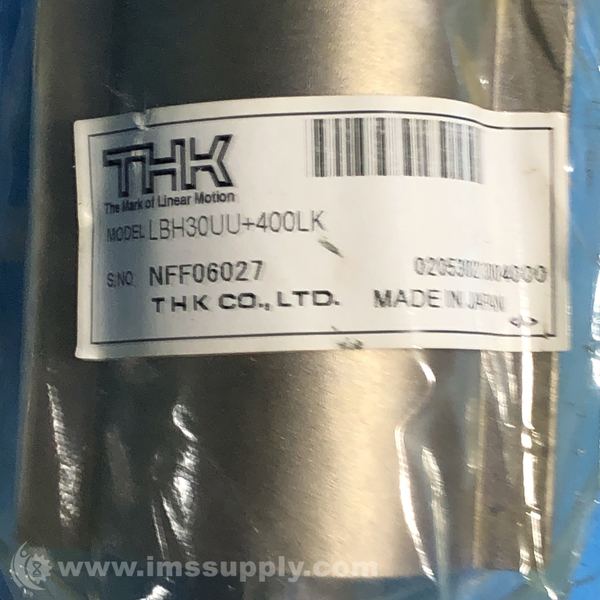 THK
The Mark of Linear Motion
MODEL LBH30UU+400LK
S.NO. NFF06027
THK CO., LTD. MADE IN JAPAN
www.imssupply.com